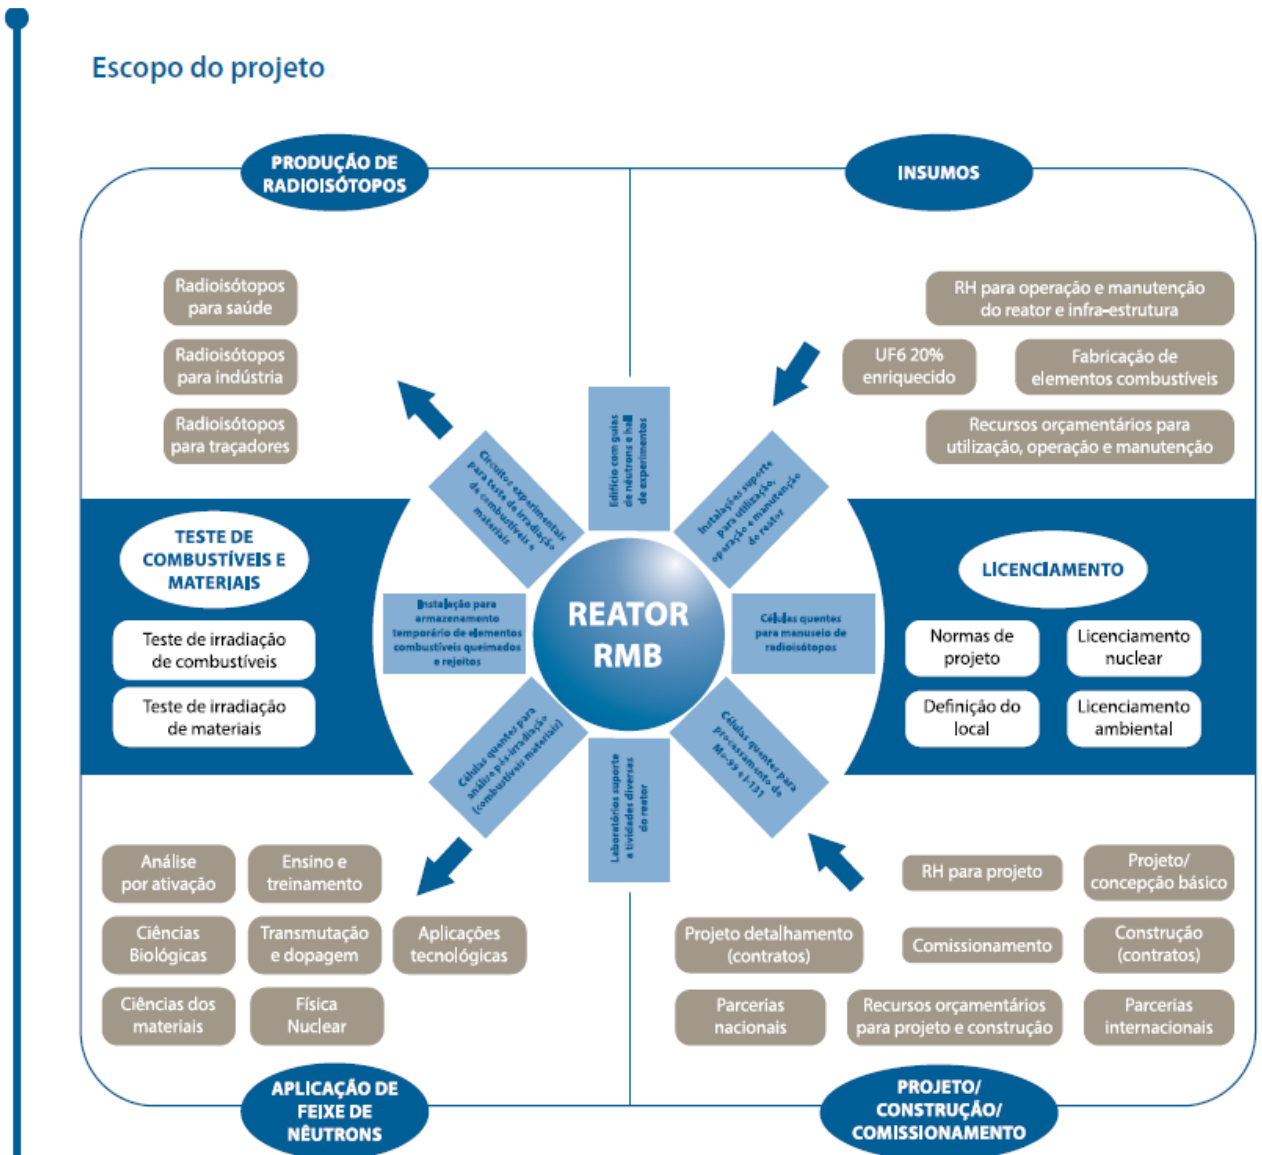 Escopo do projeto
PRODUÇÃO DE
RADIOISÓTOPOS
INSUMOS
Radioisótopos
para saúde
Radioisótopos
para indústria
Radioisótopos
para traçadores
RH para operação e manutenção
do reator e infra-estrutura
UF6 20%
enriquecido
Fabricação de
elementos combustíveis
Recursos orçamentários para
utilização, operação e manutenção
Circuitos experimentais
para teste de irradiação
de combustíveis e
materiais
Edifício com guias
de nêutrons e hall
de experimentos
Instalações suporte
para utilização,
operação e manutenção
do reator
TESTE DE
COMBUSTÍVEIS E
MATERIAIS
Teste de irradiação
de combustíveis
Teste de irradiação
de materiais
Instalação para
armazenamento
temporário de elementos
combustíveis queimados
e rejeitos
REATOR
RMB
Células quentes
para manuseio de
radioisótopos
LICENCIAMENTO
Normas de
projeto
Licenciamento
nuclear
Definição do
local
Licenciamento
ambiental
Células quentes para
análise pós-irradiação
(combustíveis materiais)
Laboratórios suporte
a tividades diversas
do reator
Células quentes para
processamento de
Mo-99 e I-131
Análise
por ativação
Ensino e
treinamento
Ciências
Biológicas
Transmutação
e dopagem
Aplicações
tecnológicas
Ciências dos
materiais
Física
Nuclear
RH para projeto
Projeto/
concepção básico
Projeto detalhamento
(contratos)
Comissionamento
Construção
(contratos)
Parcerias
nacionais
Recursos orçamentários
para projeto e construção
Parcerias
internacionais
APLICAÇÃO DE
FEIXE DE
NÊUTRONS
PROJETO/
CONSTRUÇÃO/
COMISSIONAMENTO